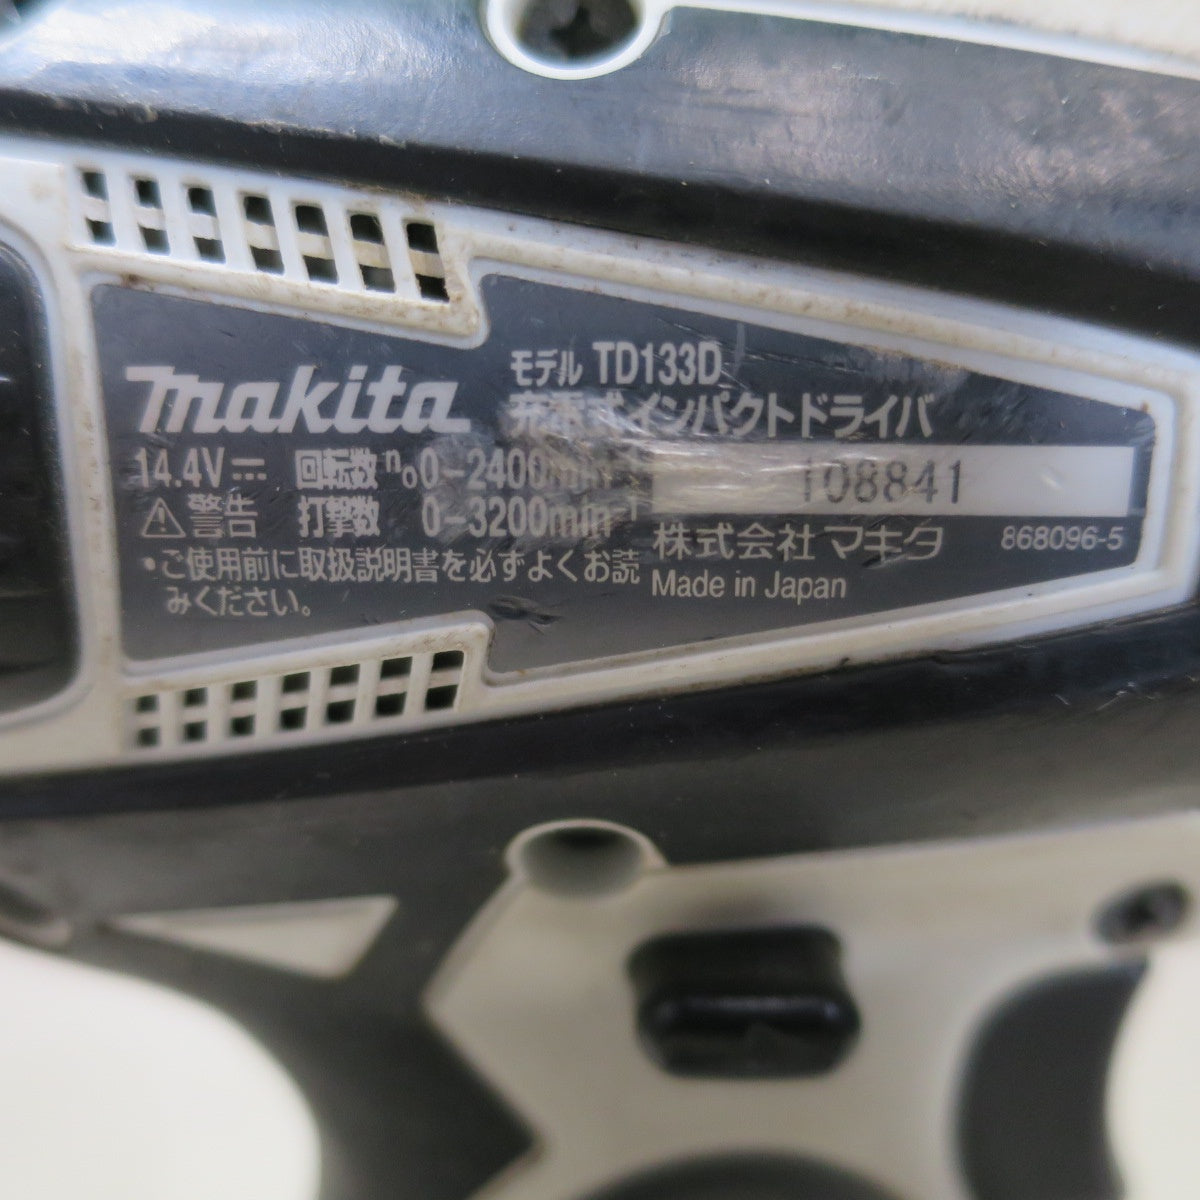 makita
モデル TD133D
充電式インパクトドライバ
14.4V⎓ 回転数 n₀0-2400min⁻¹
⚠警告 打撃数 0-3200min⁻¹
•ご使用前に取扱説明書を必ずよくお読
みください。
108841
株式会社 マキタ
868096-5
Made in Japan